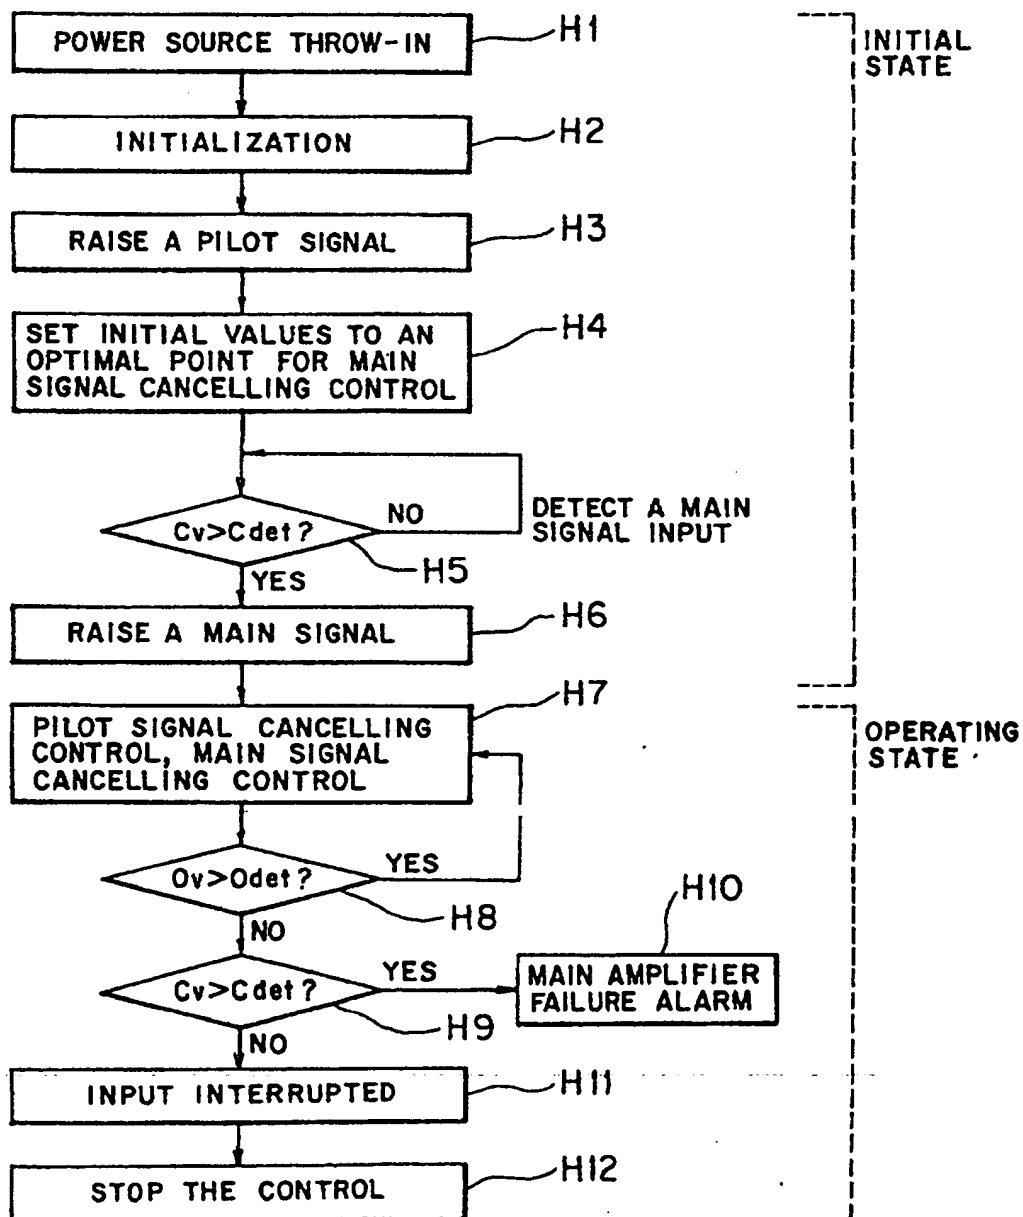 POWER SOURCE THROW-IN
H1
INITIAL
STATE
INITIALIZATION
H2
RAISE A PILOT SIGNAL
H3
SET INITIAL VALUES TO AN
OPTIMAL POINT FOR MAIN
SIGNAL CANCELLING CONTROL
H4
Cv>Cdet?
NO
DETECT A MAIN
SIGNAL INPUT
H5
YES
RAISE A MAIN SIGNAL
H6
H7
PILOT SIGNAL CANCELLING
CONTROL, MAIN SIGNAL
CANCELLING CONTROL
OPERATING
STATE
Ov>Odet?
YES
H8
NO
H10
Cv>Cdet?
YES
MAIN AMPLIFIER
FAILURE ALARM
H9
NO
INPUT INTERRUPTED
H11
STOP THE CONTROL
H12